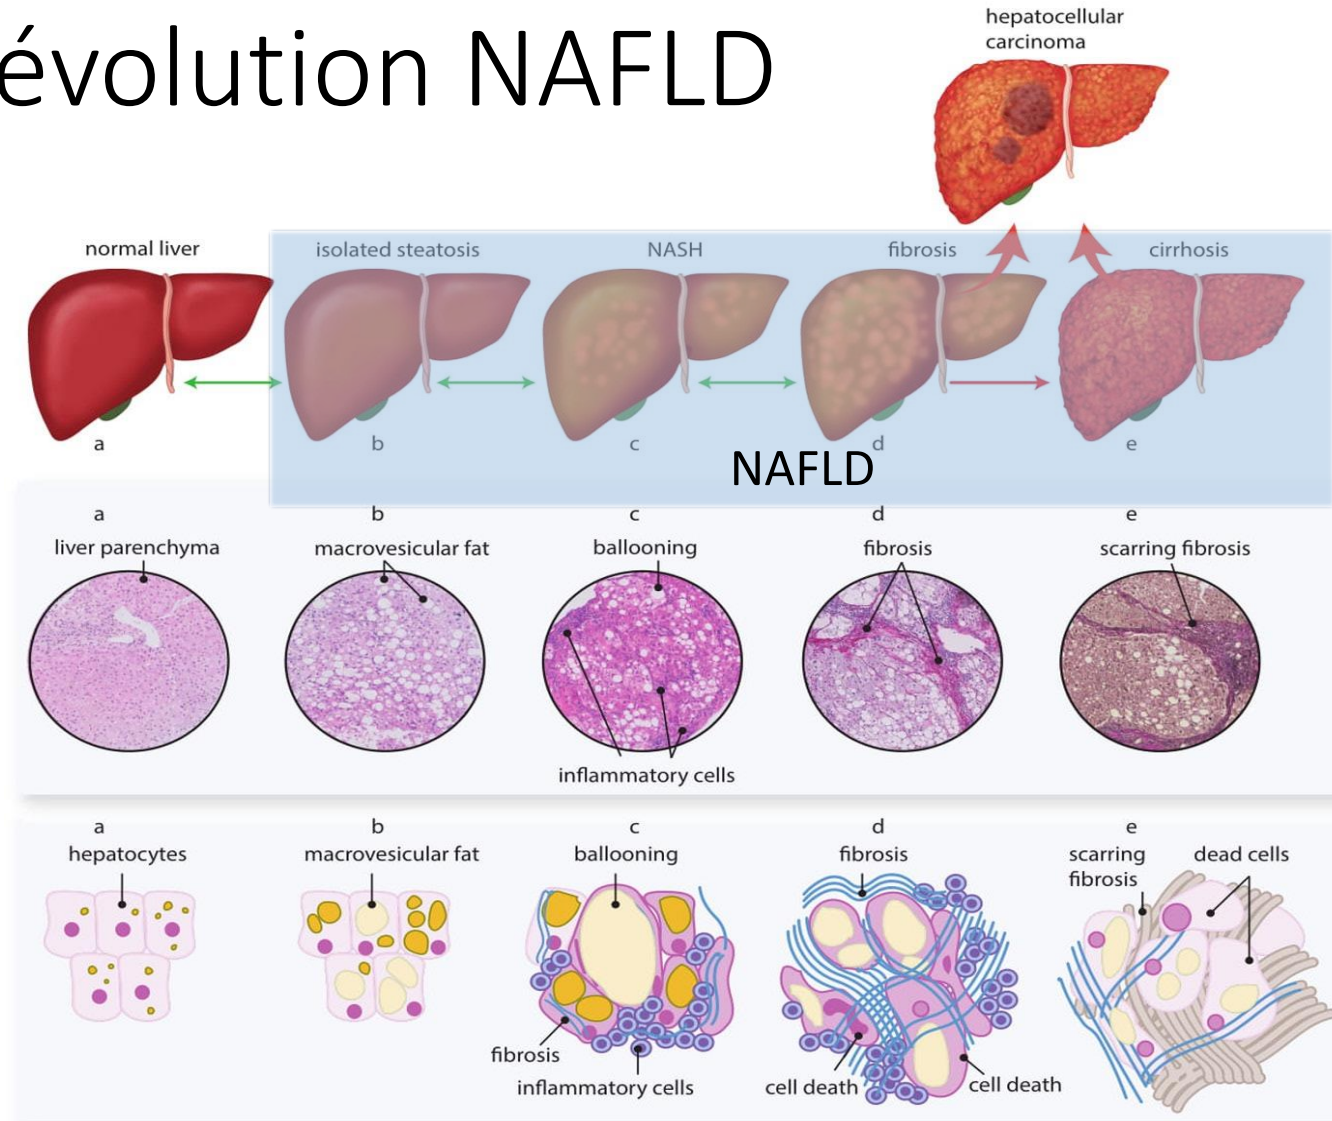 évolution NAFLD
hepatocellular
carcinoma
normal liver
isolated steatosis
NASH
fibrosis
cirrhosis
a
b
c
d
e
NAFLD
a
b
c
d
e
liver parenchyma
macrovesicular fat
ballooning
fibrosis
scarring fibrosis
inflammatory cells
a
b
c
d
e
hepatocytes
macrovesicular fat
ballooning
fibrosis
scarring
fibrosis
dead cells
fibrosis
inflammatory cells
cell death
cell death